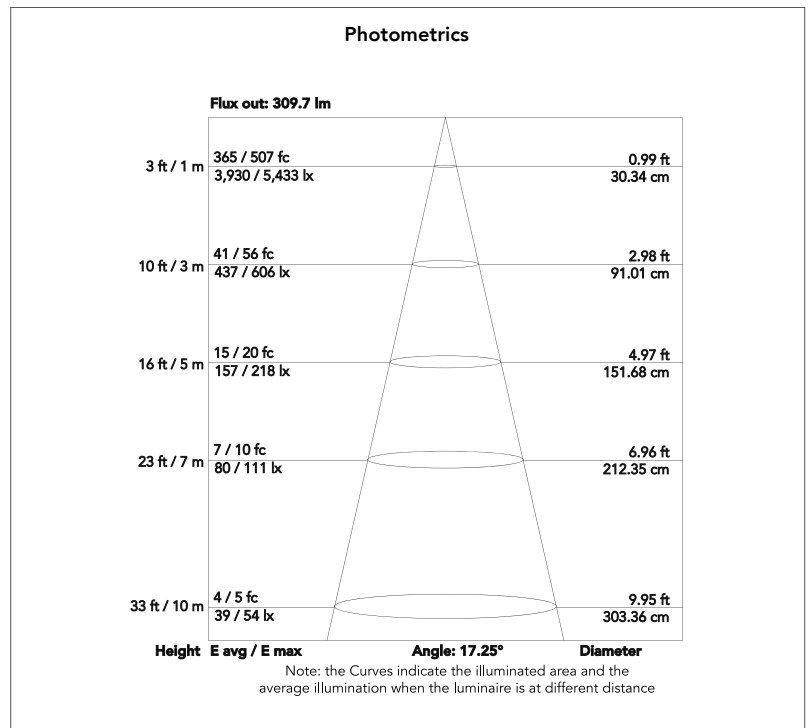 Photometrics
Flux out: 309.7 lm
3 ft / 1 m
365 / 507 fc
3,930 / 5,433 lx
0.99 ft
30.34 cm
10 ft / 3 m
41 / 56 fc
437 / 606 lx
2.98 ft
91.01 cm
16 ft / 5 m
15 / 20 fc
157 / 218 lx
4.97 ft
151.68 cm
23 ft / 7 m
7 / 10 fc
80 / 111 lx
6.96 ft
212.35 cm
33 ft / 10 m
4 / 5 fc
39 / 54 lx
9.95 ft
303.36 cm
Height E avg / E max Angle: 17.25° Diameter
Note: the Curves indicate the illuminated area and the
average illumination when the luminaire is at different distance